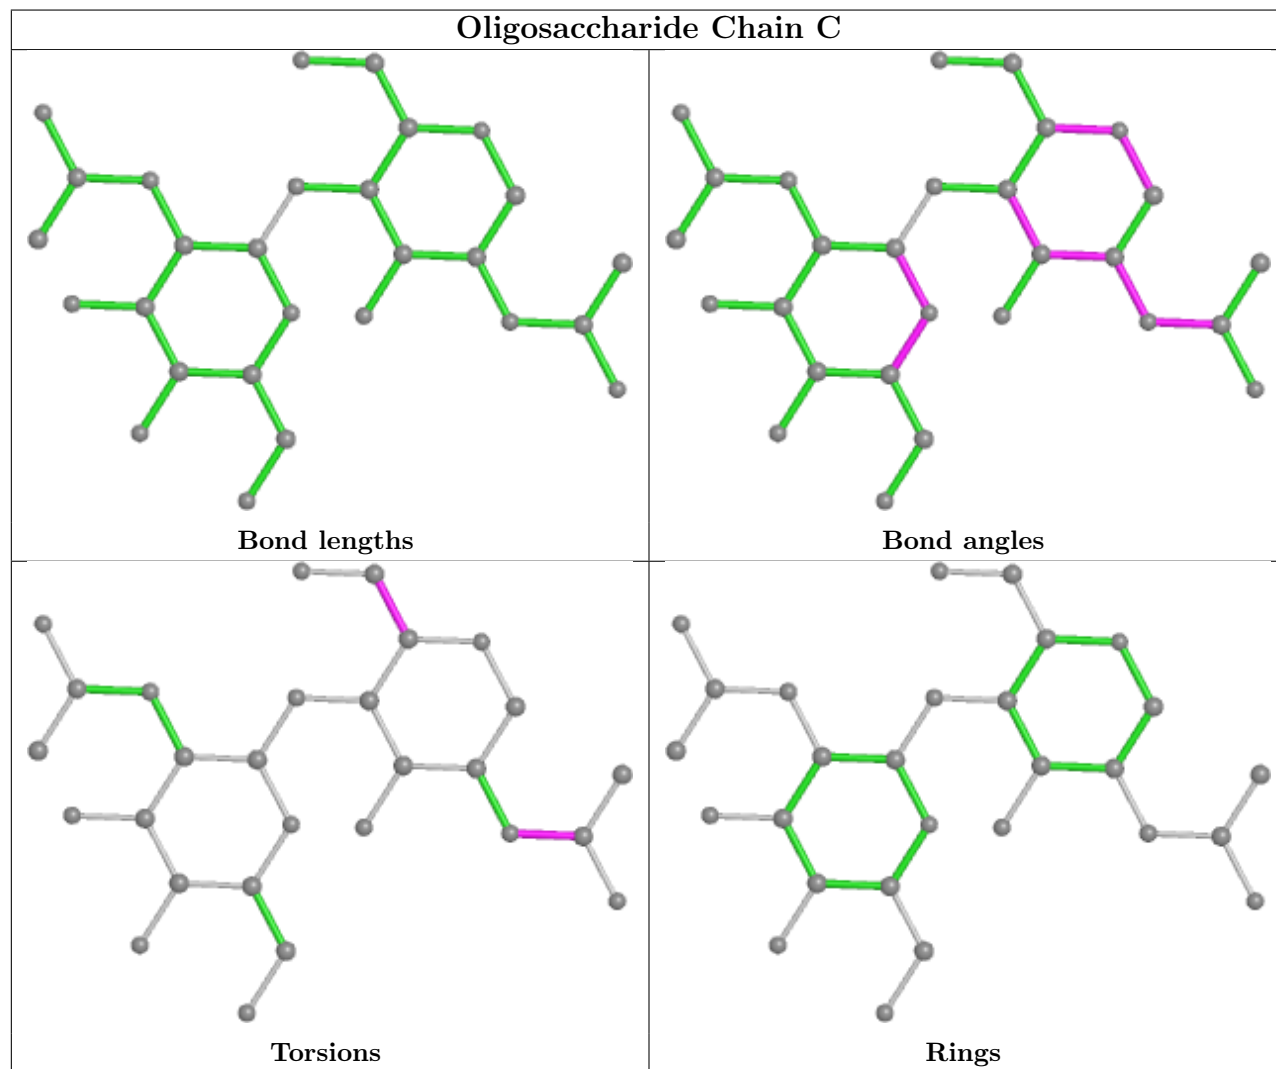 Oligosaccharide Chain C
Bond lengths
Bond angles
Torsions
Rings